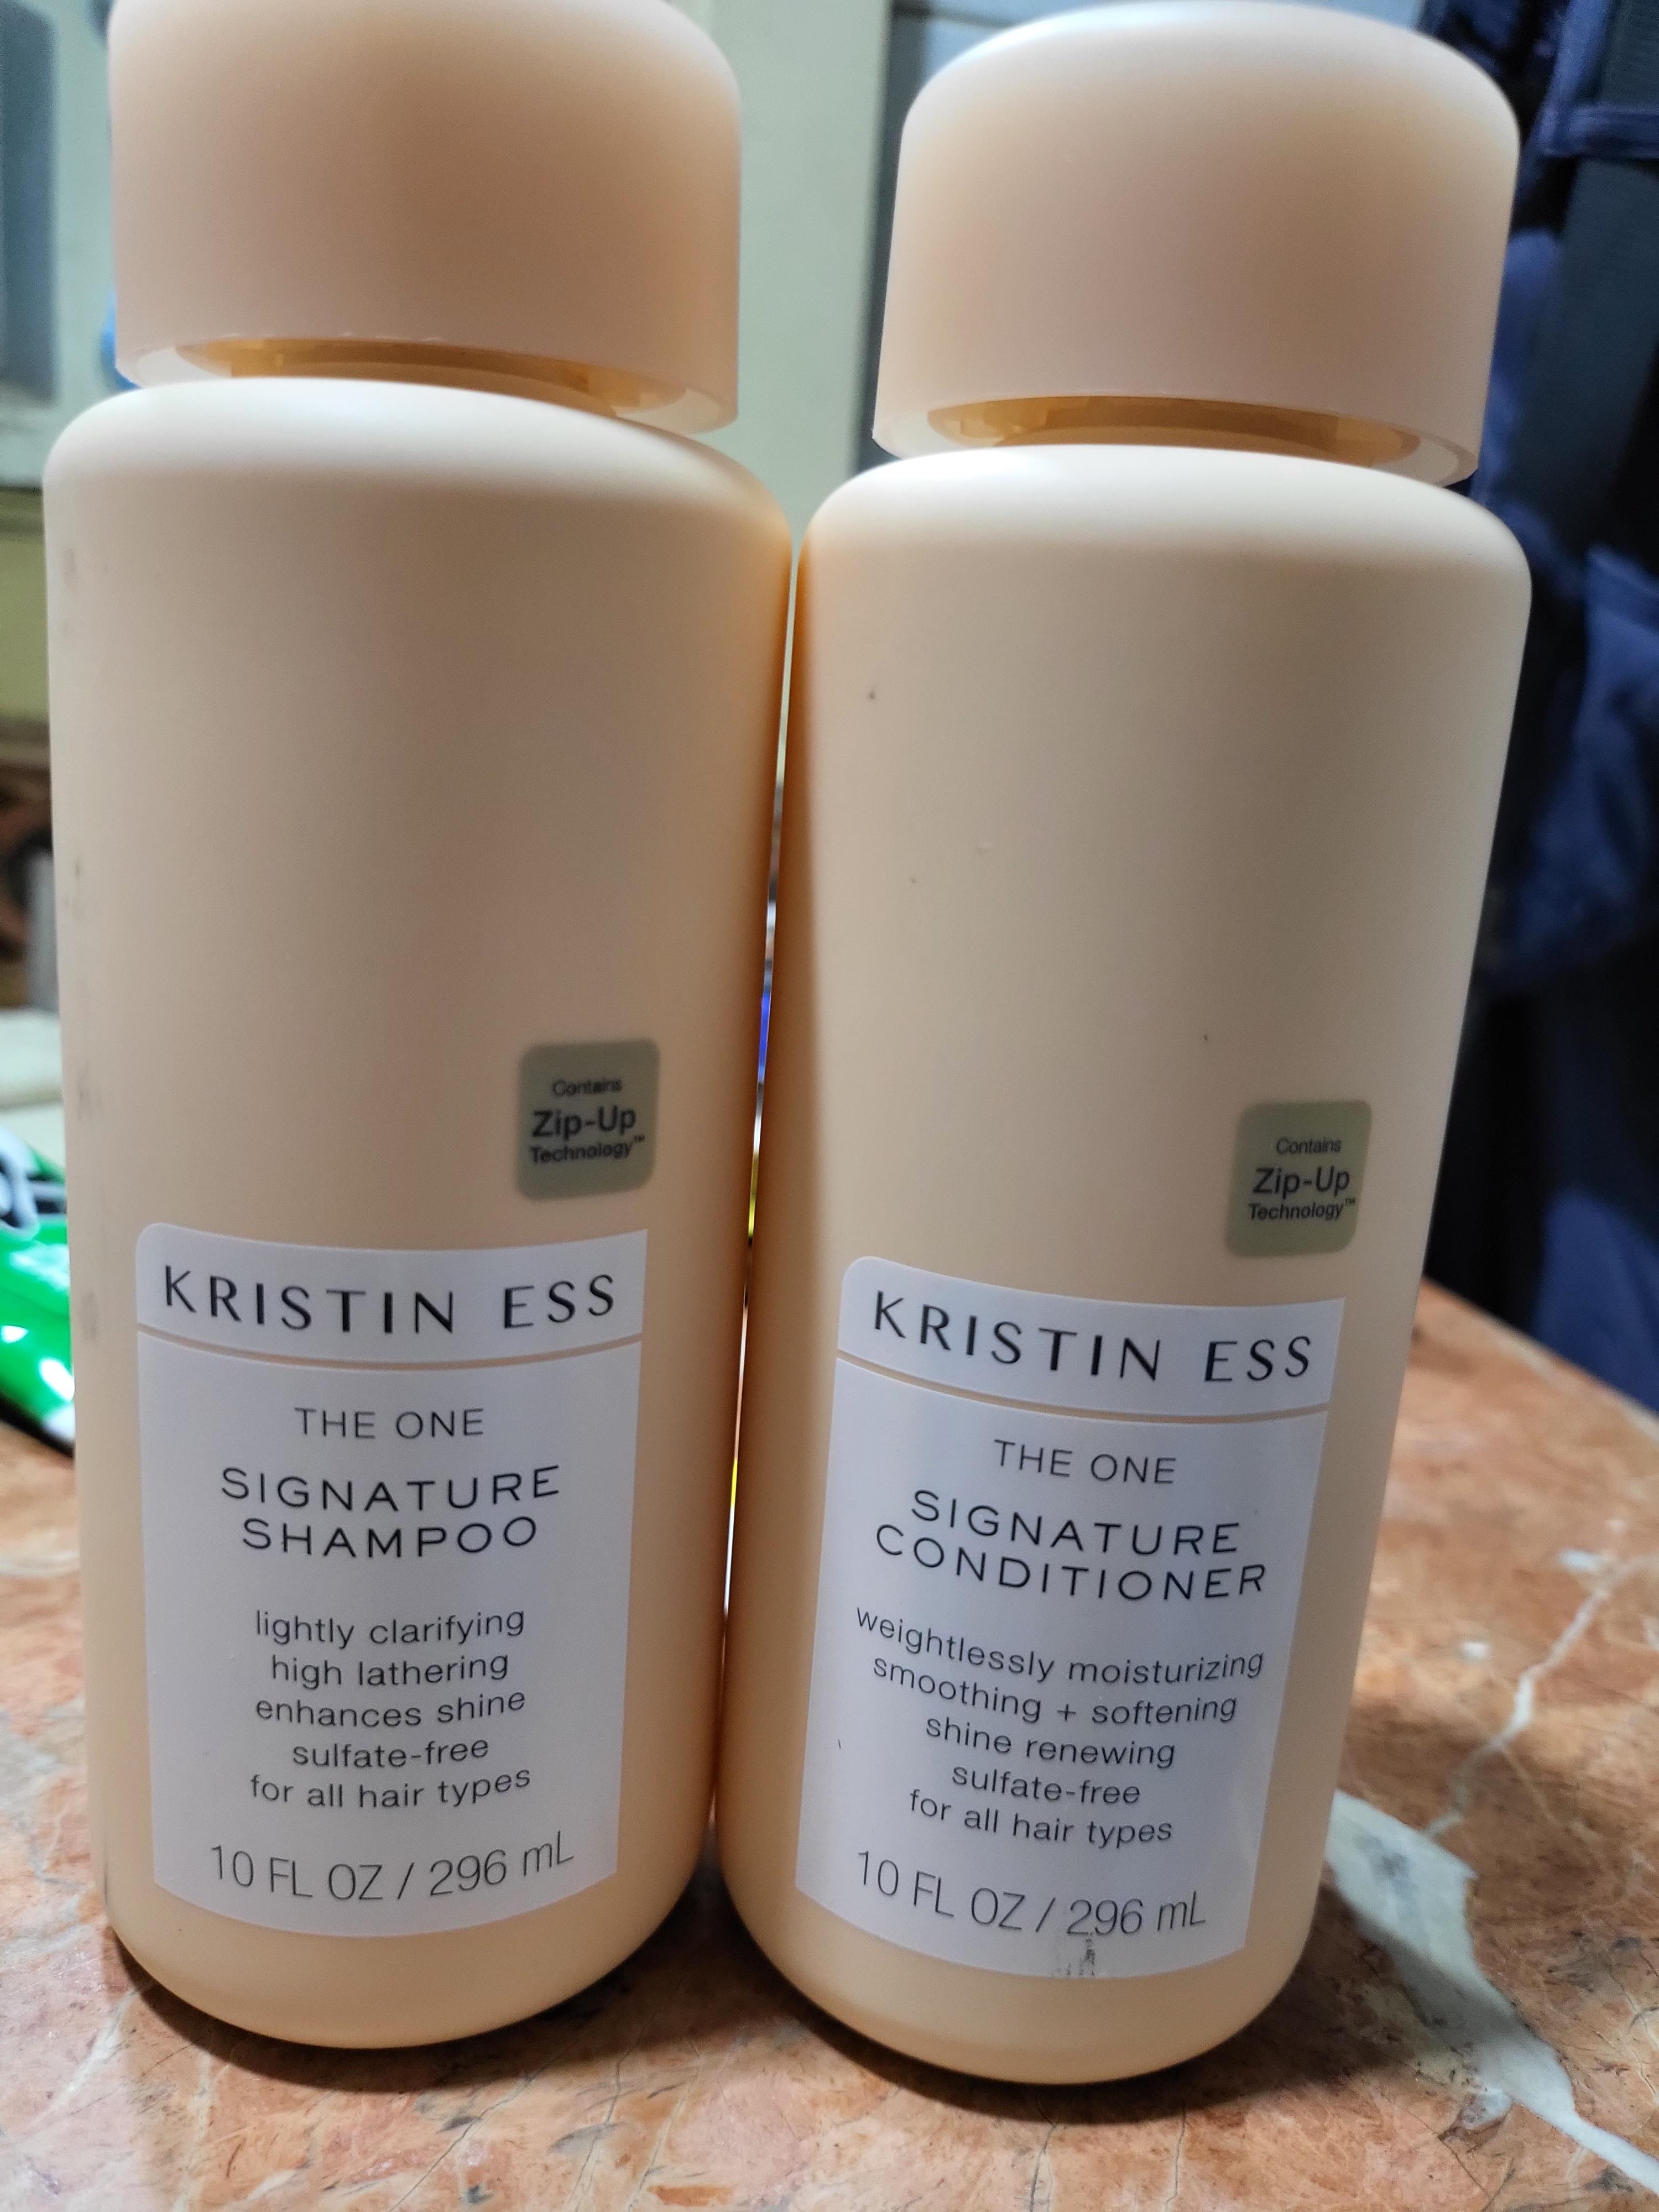 Contains
Zip-Up
Technology™
KRISTIN ESS
THE ONE
SIGNATURE
SHAMPOO
lightly clarifying
high lathering
enhances shine
sulfate-free
for all hair types
10 FL OZ / 296 mL
Contains
Zip-Up
Technology™
KRISTIN ESS
THE ONE
SIGNATURE
CONDITIONER
weightlessly moisturizing
smoothing + softening
shine renewing
sulfate-free
for all hair types
10 FL OZ / 296 mL